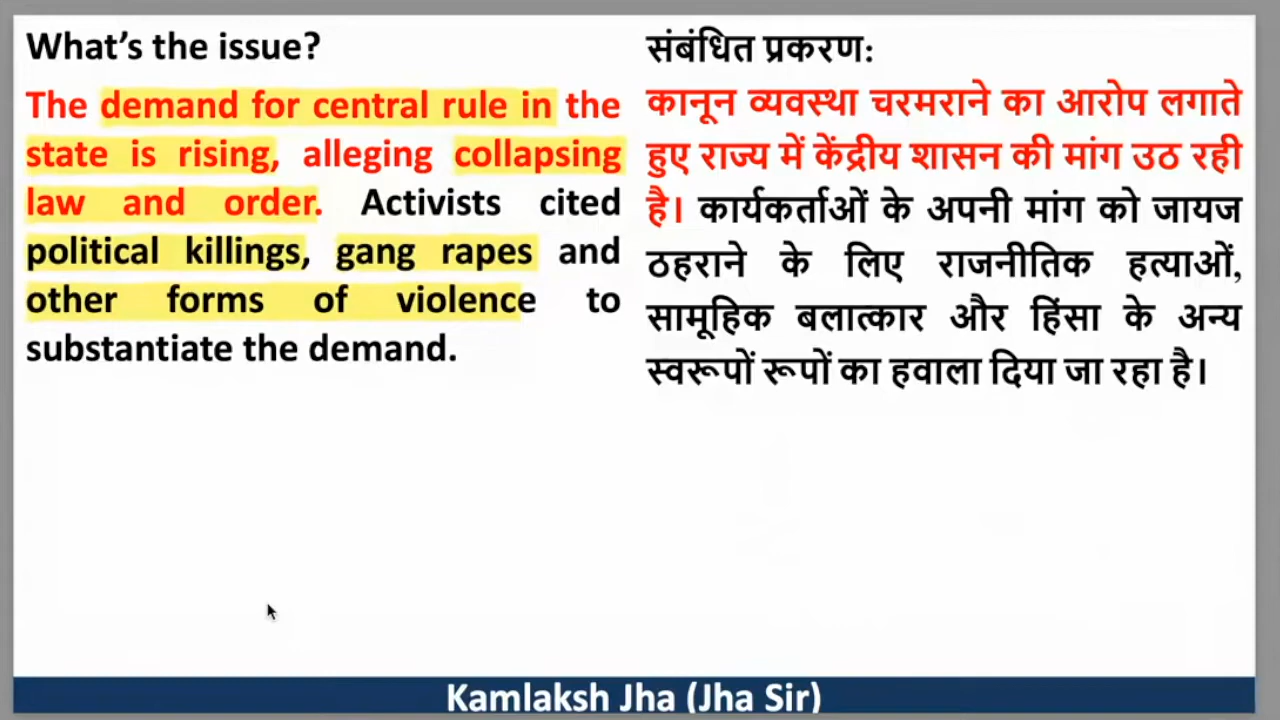 What's the issue?
The demand for central rule in the
state is rising, alleging collapsing
law and order. Activists cited
political killings, gang rapes and
other forms of violence to
substantiate the demand.
संबंधित प्रकरण:
कानून व्यवस्था चरमराने का आरोप लगाते
हुए राज्य में केंद्रीय शासन की मांग उठ रही
है। कार्यकर्ताओं के अपनी मांग को जायज
ठहराने के लिए राजनीतिक हत्याओं,
सामूहिक बलात्कार और हिंसा के अन्य
स्वरूपों रूपों का हवाला दिया जा रहा है।
Kamlaksh Jha (Jha Sir)